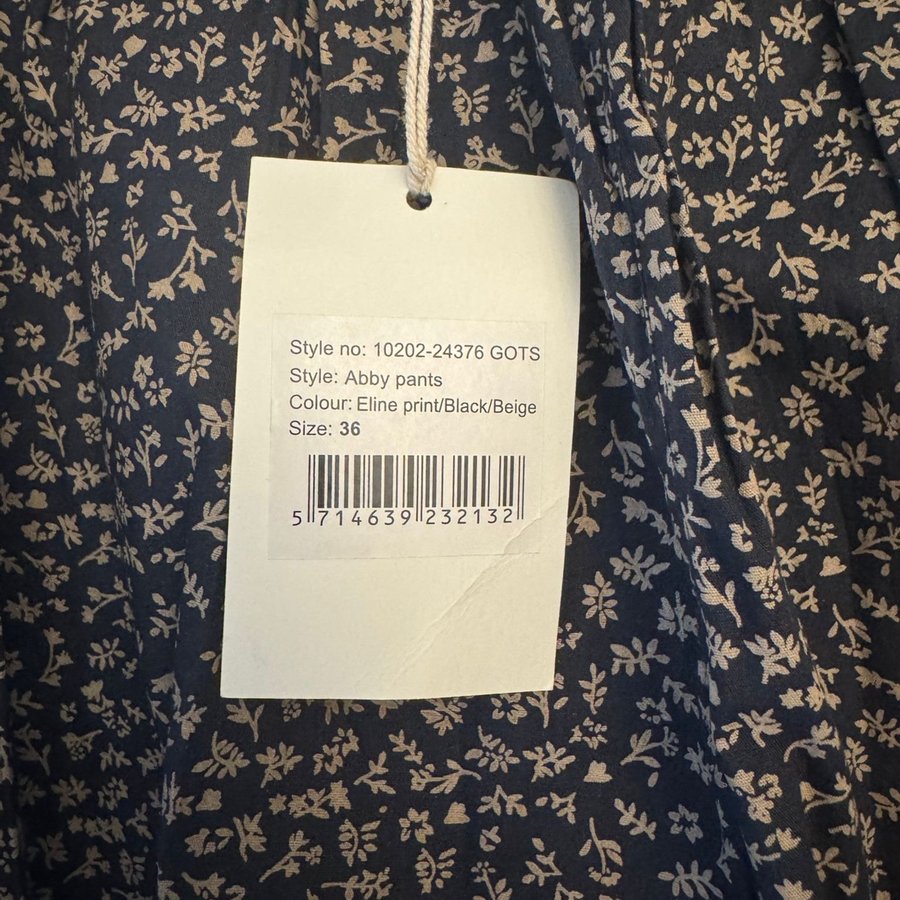 Style no: 10202-24376 GOTS
Style: Abby pants
Colour: Eline print/Black/Beige
Size: 36
5 714639 232132